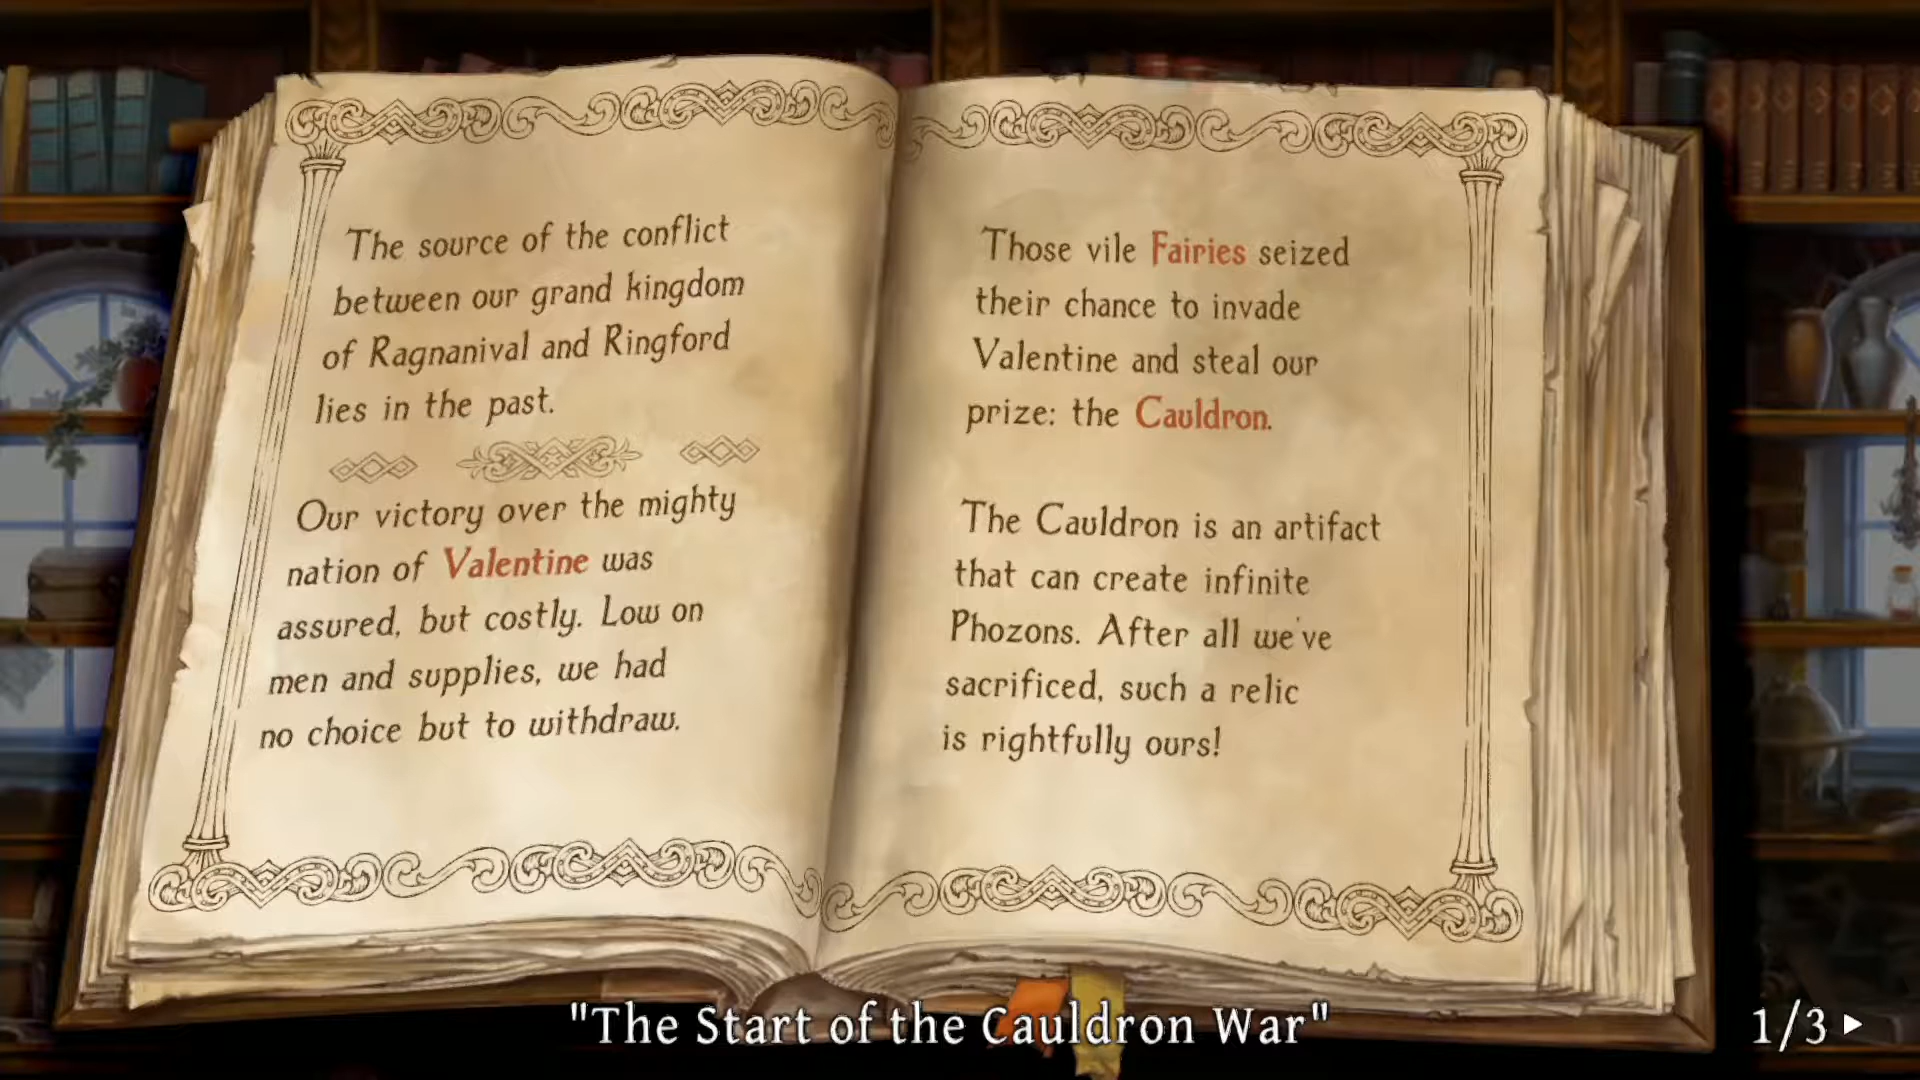 The source of the conflict
between our grand kingdom
of Ragnanival and Ringford
lies in the past.
Our victory over the mighty
nation of Valentine was
assured, but costly. Low on
men and supplies, we had
no choice but to withdraw.
Those vile Fairies seized
their chance to invade
Valentine and steal our
prize: the Cauldron.
The Cauldron is an artifact
that can create infinite
Phozons. After all we've
sacrificed, such a relic
is rightfully ours!
"The Start of the Cauldron War"
1/3